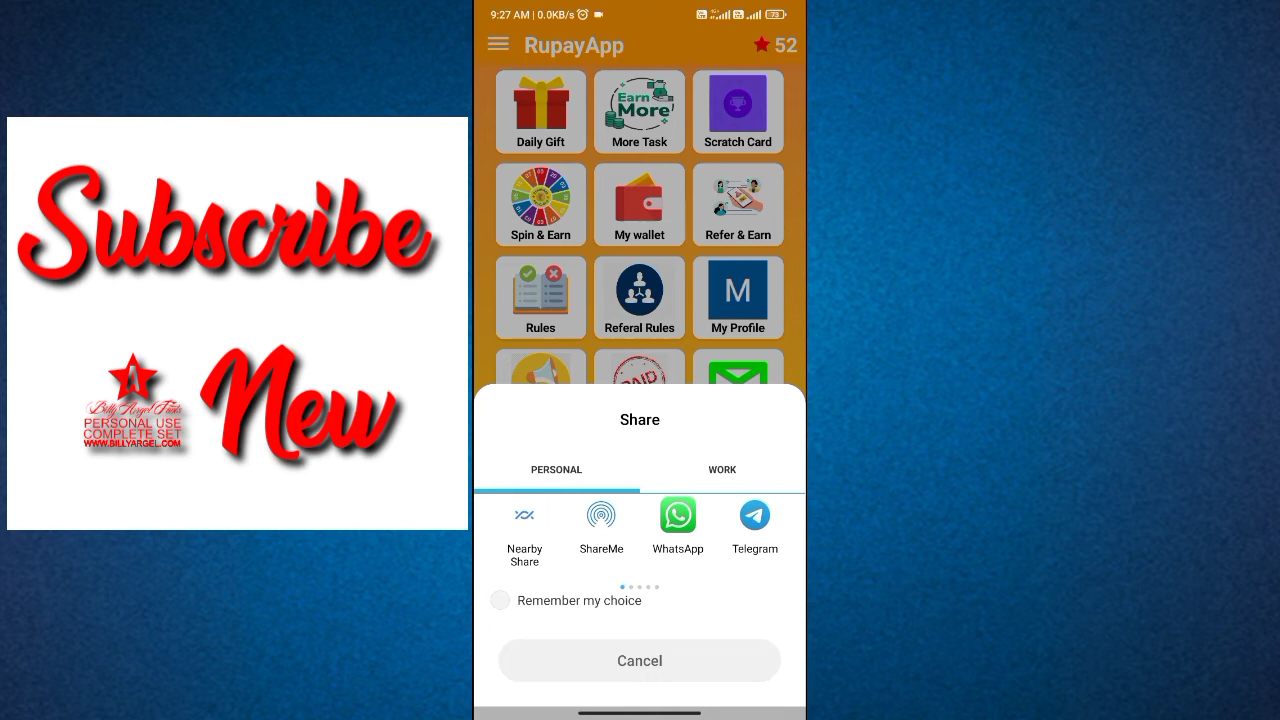 9:27 AM | 0.0KB/s
73
RupayApp
52
Earn
More
Daily Gift
More Task
Scratch Card
Spin & Earn
My wallet
Refer & Earn
M
Rules
Referal Rules
My Profile
PAID
Share
PERSONAL
WORK
Nearby
Share
ShareMe
WhatsApp
Telegram
Remember my choice
Cancel
Subscribe
New
Billy Argel Fonts
PERSONAL USE
COMPLETE SET
WWW.BILLYARGEL.COM